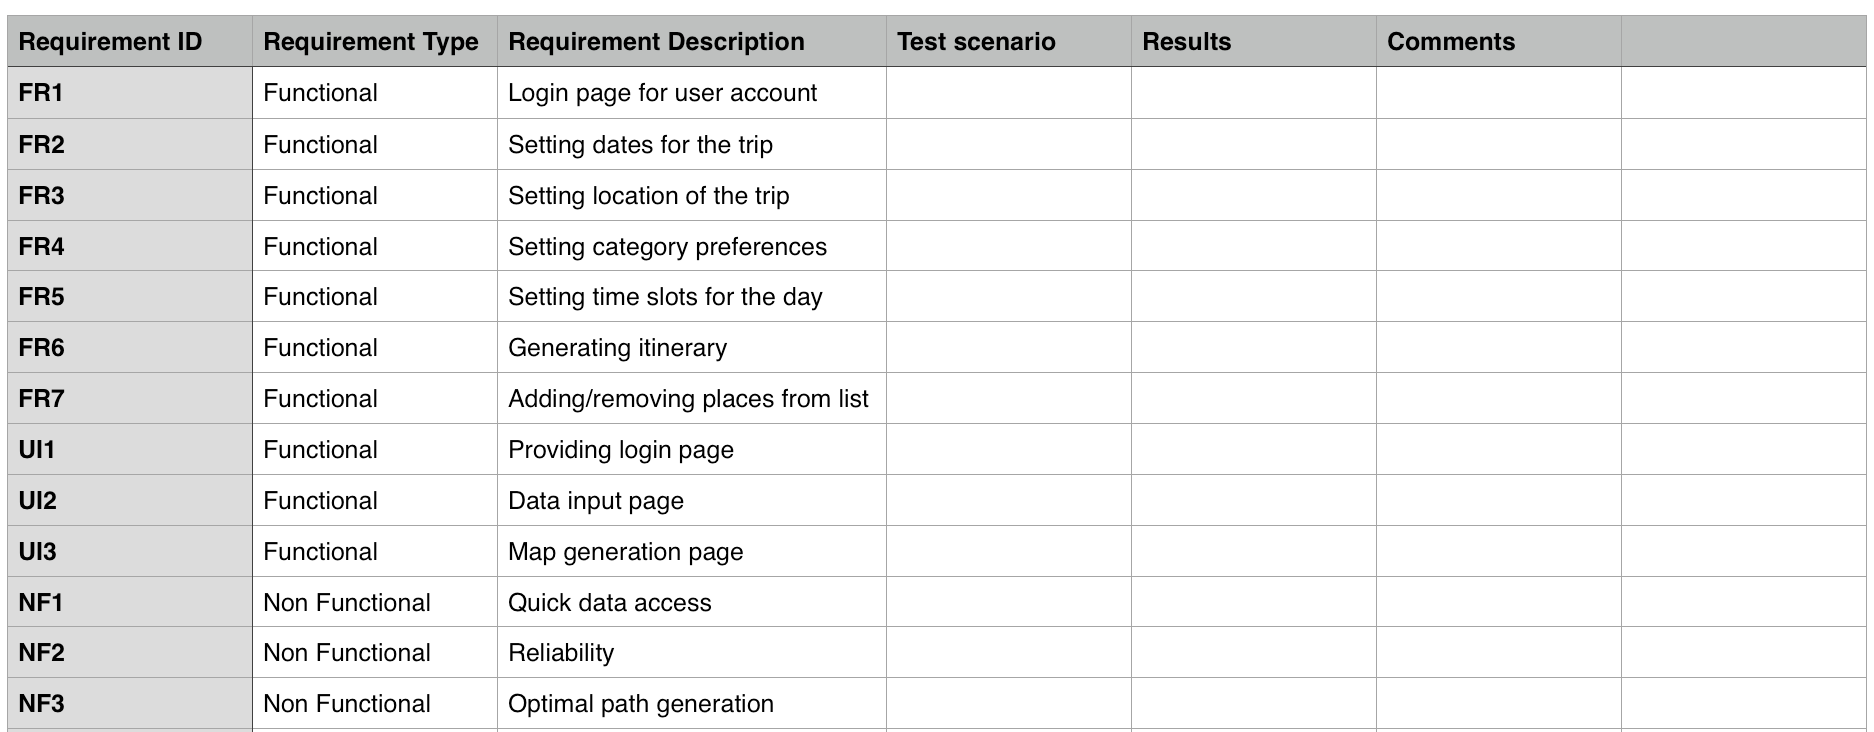 Requirement ID Requirement Type Requirement Description Test scenario Results Comments
FR1 Functional Login page for user account
FR2 Functional Setting dates for the trip
FR3 Functional Setting location of the trip
FR4 Functional Setting category preferences
FR5 Functional Setting time slots for the day
FR6 Functional Generating itinerary
FR7 Functional Adding/removing places from list
UI1 Functional Providing login page
UI2 Functional Data input page
UI3 Functional Map generation page
NF1 Non Functional Quick data access
NF2 Non Functional Reliability
NF3 Non Functional Optimal path generation